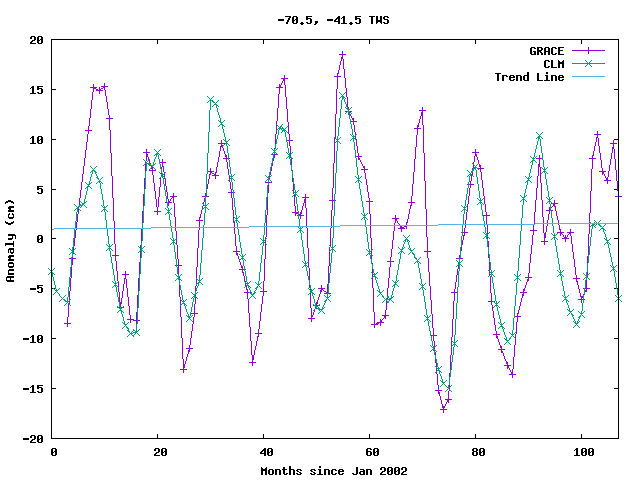 -70.5, -41.5 TWS
GRACE
CLM
Trend Line
20
15
10
5
0
-5
-10
-15
-20
Anomaly (cm)
0 20 40 60 80 100
Months since Jan 2002